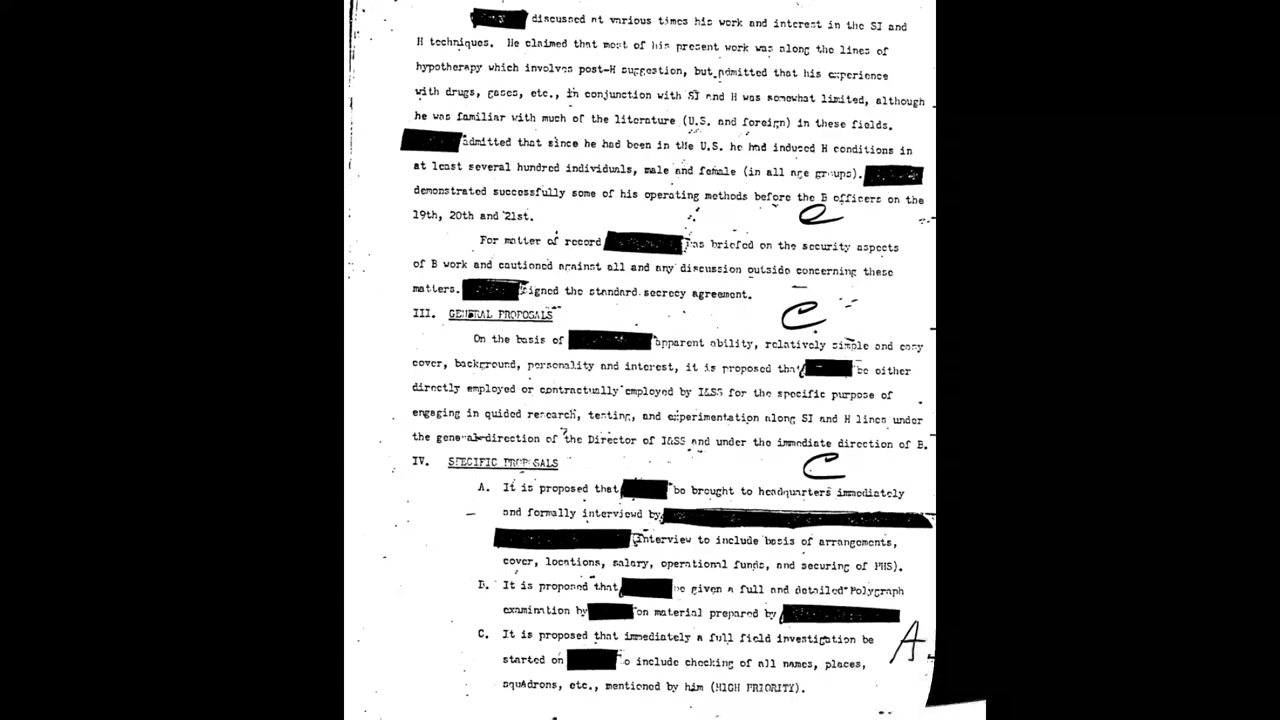 discussed at various times his work and interest in the SI and
H techniques. He claimed that most of his present work was along the lines of
hypotherapy which involves post-H suggestion, but admitted that his experience
with drugs, gases, etc., in conjunction with SI and H was somewhat limited, although
he was familiar with much of the literature (U.S. and foreign) in these fields.
admitted that since he had been in the U.S. he had induced H conditions in
at least several hundred individuals, male and female (in all age groups).
demonstrated successfully some of his operating methods before the B officers on the
19th, 20th and 21st.
e
For matter of record was briefed on the security aspects
of B work and cautioned against all and any discussion outside concerning these
matters. signed the standard secrecy agreement.
C
III. GENERAL PROPOSALS
On the basis of apparent ability, relatively simple and easy
cover, background, personality and interest, it is proposed that be either
directly employed or contractually employed by I&SS for the specific purpose of
engaging in quided research, testing, and experimentation along SI and H lines under
the general direction of the Director of I&SS and under the immediate direction of B.
C
IV. SPECIFIC PROPOSALS
A. It is proposed that be brought to headquarters immediately
and formally interviewd by
interview to include basis of arrangements,
cover, locations, salary, operational funds, and securing of PHS).
B. It is proposed that be given a full and detailed Polygraph
examination by on material prepared by
C. It is proposed that immediately a full field investigation be
A
started on to include checking of all names, places,
squAdrons, etc., mentioned by him (HIGH PRIORITY).